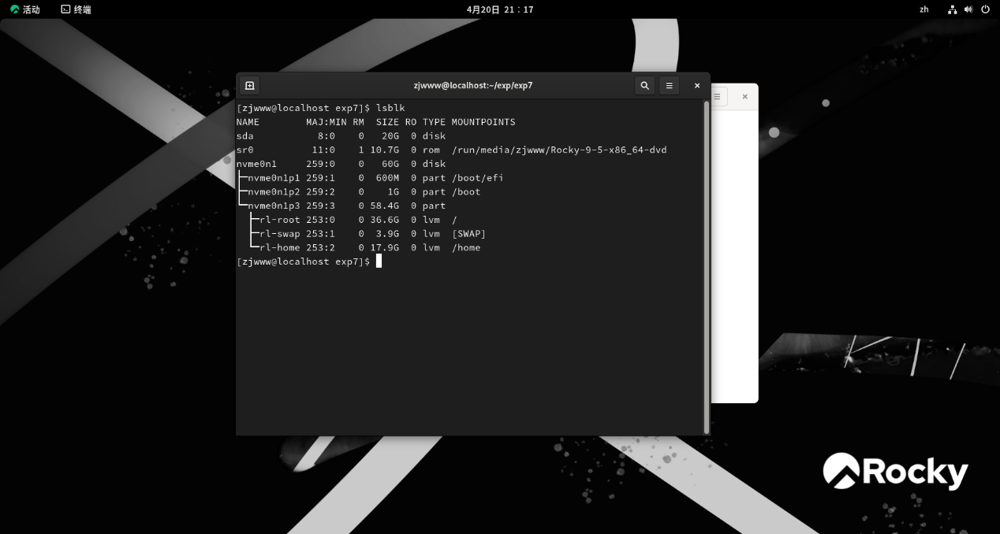 活动 终端 4月20日 21：17 zh
zjwww@localhost:~/exp/exp7
[zjwww@localhost exp7]$ lsblk
NAME        MAJ:MIN RM  SIZE RO TYPE MOUNTPOINTS
sda           8:0    0   20G  0 disk
sr0          11:0    1 10.7G  0 rom  /run/media/zjwww/Rocky-9-5-x86_64-dvd
nvme0n1     259:0    0   60G  0 disk
├─nvme0n1p1 259:1    0  600M  0 part /boot/efi
├─nvme0n1p2 259:2    0    1G  0 part /boot
└─nvme0n1p3 259:3    0 58.4G  0 part
  ├─rl-root 253:0    0 36.6G  0 lvm  /
  ├─rl-swap 253:1    0  3.9G  0 lvm  [SWAP]
  └─rl-home 253:2    0 17.9G  0 lvm  /home
[zjwww@localhost exp7]$
Rocky